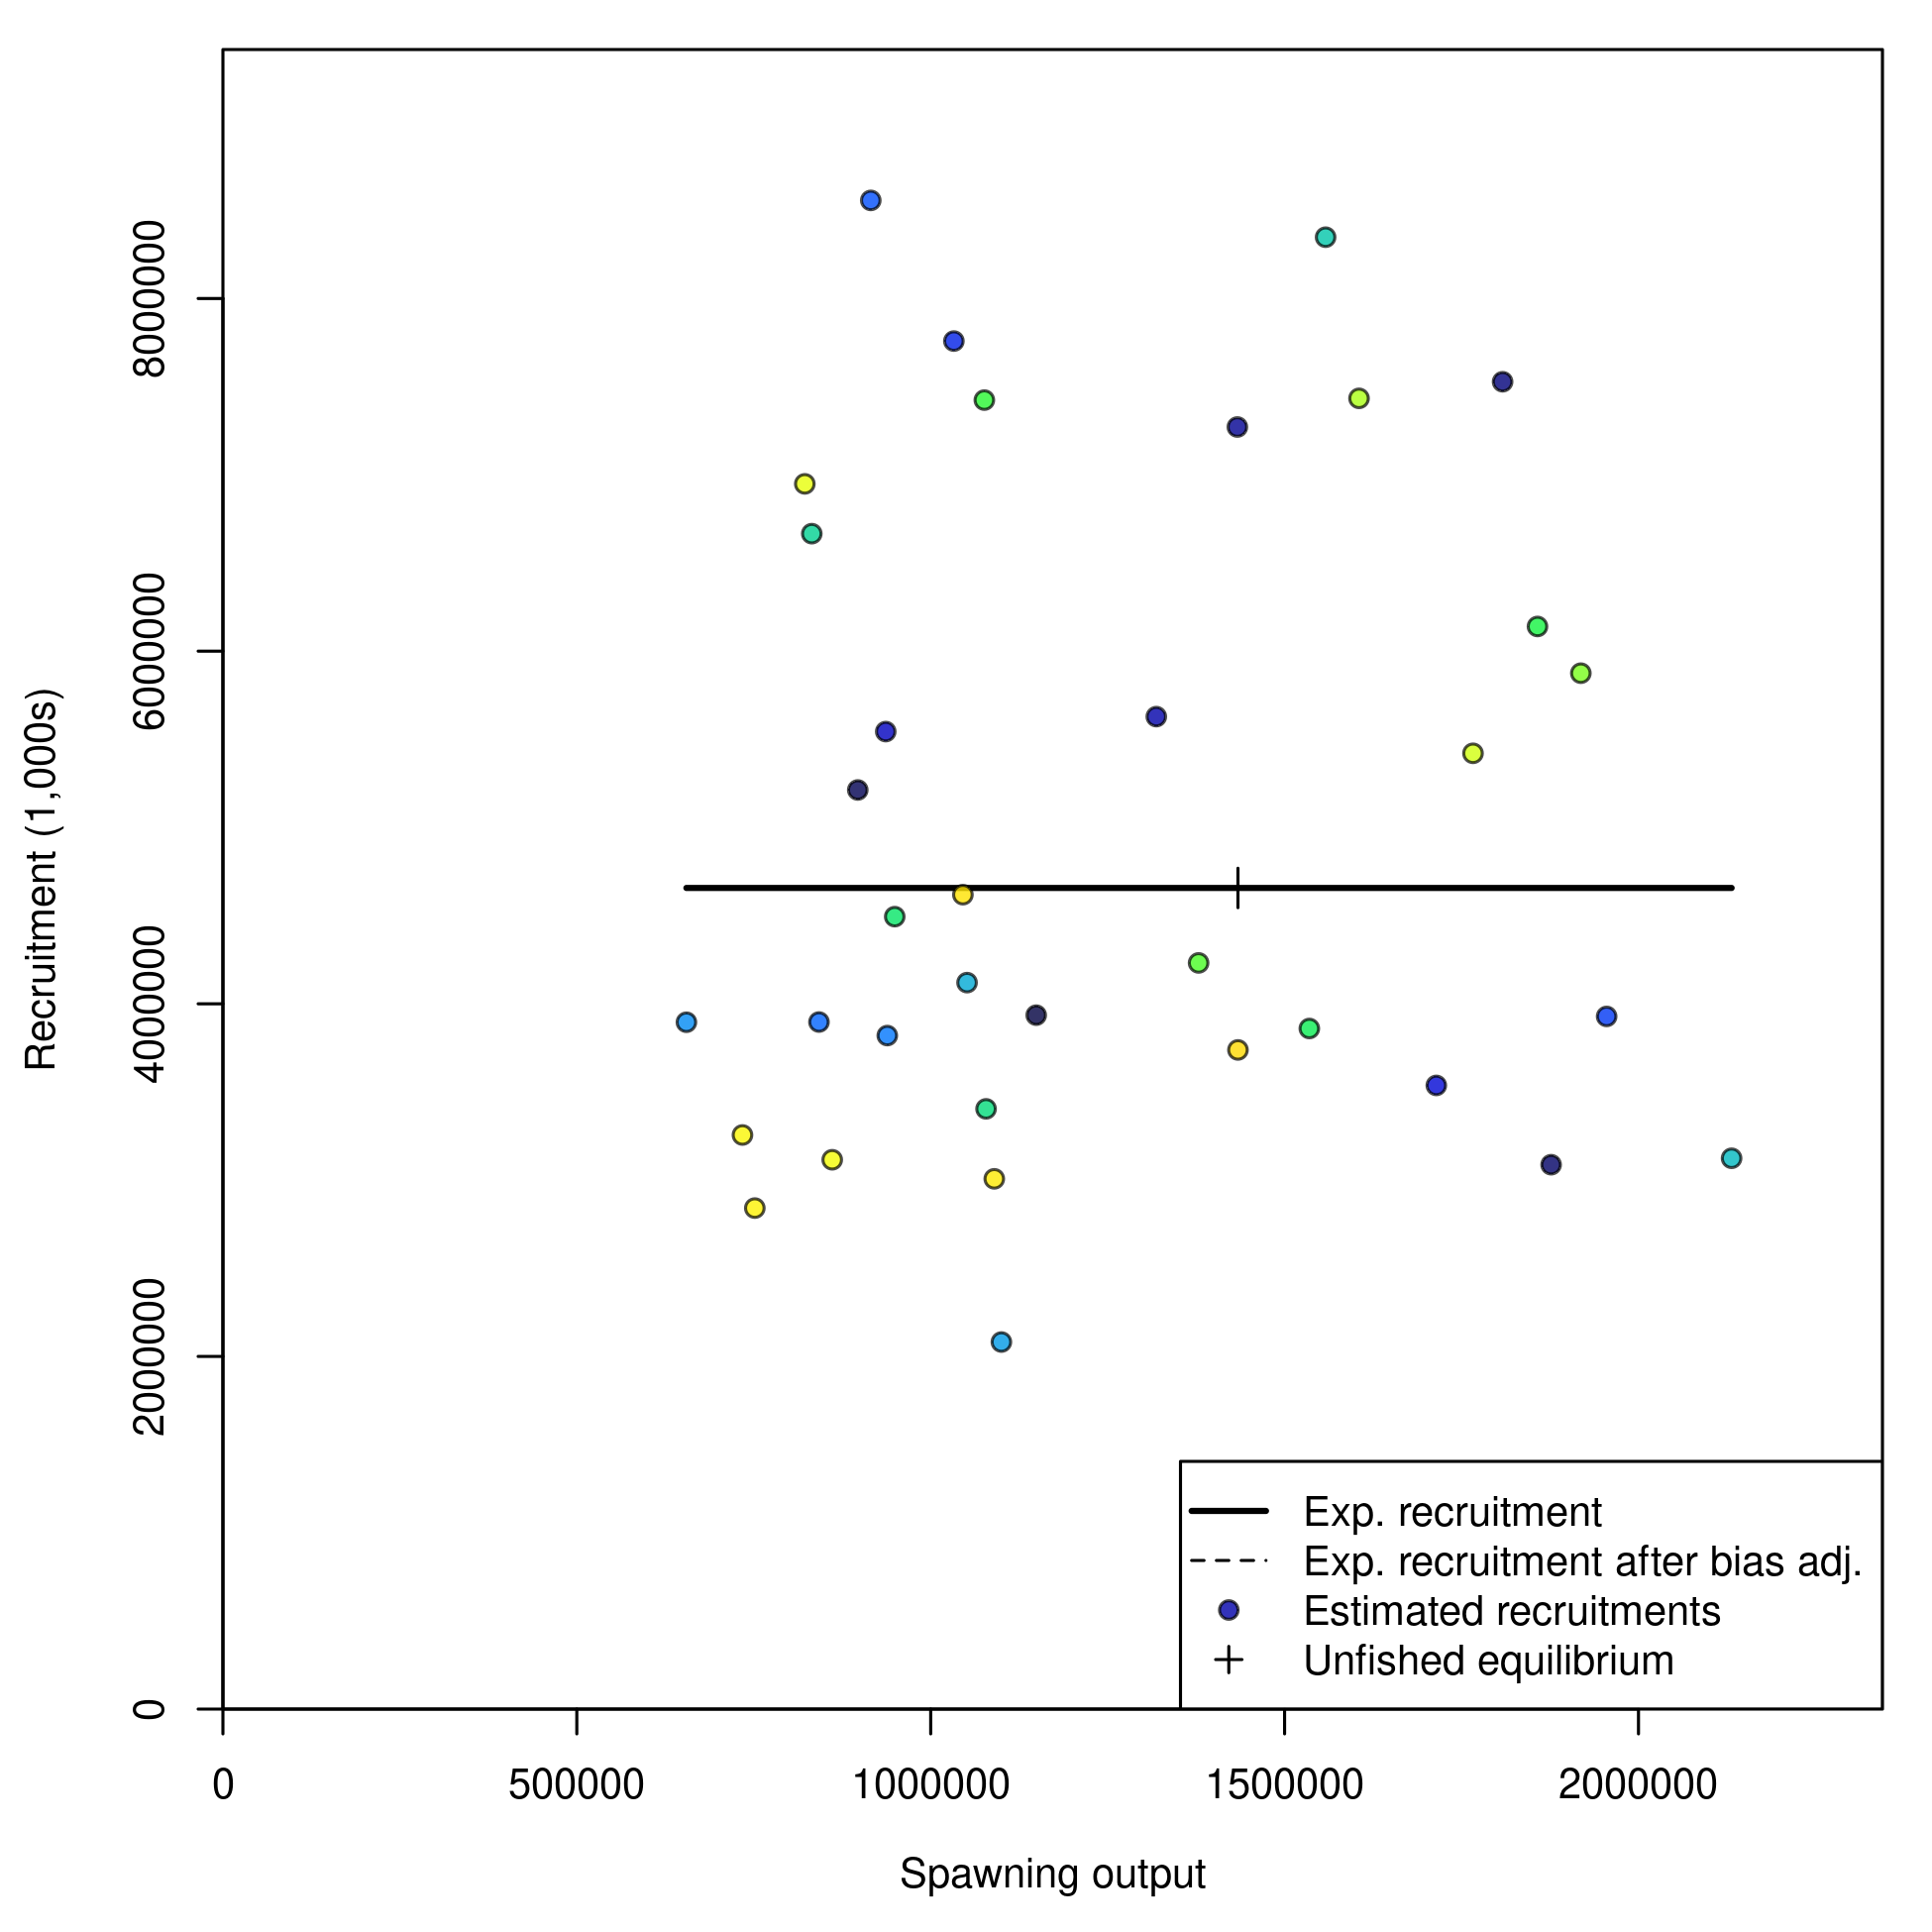 Recruitment (1,000s)
8000000
6000000
4000000
2000000
0
Exp. recruitment
Exp. recruitment after bias adj.
Estimated recruitments
Unfished equilibrium
0 500000 1000000 1500000 2000000
Spawning output